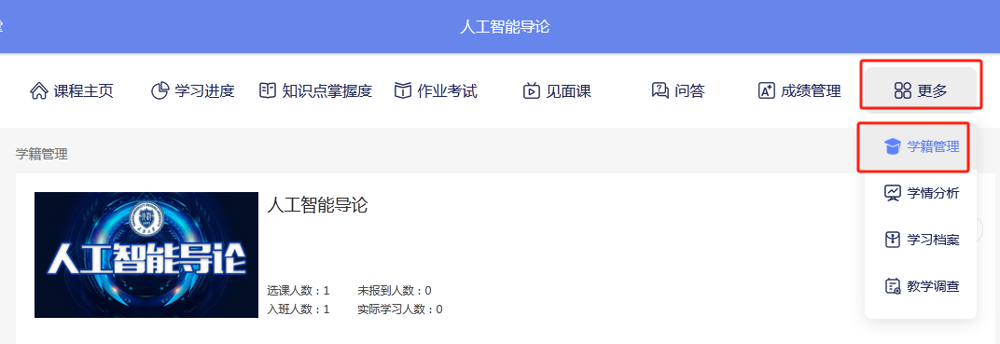 人工智能导论
课程主页 学习进度 知识点掌握度 作业考试 见面课 问答 成绩管理 更多
学籍管理
学籍管理
学情分析
学习档案
教学调查
人工智能导论
人工智能导论
选课人数：1 未报到人数：0
入班人数：1 实际学习人数：0